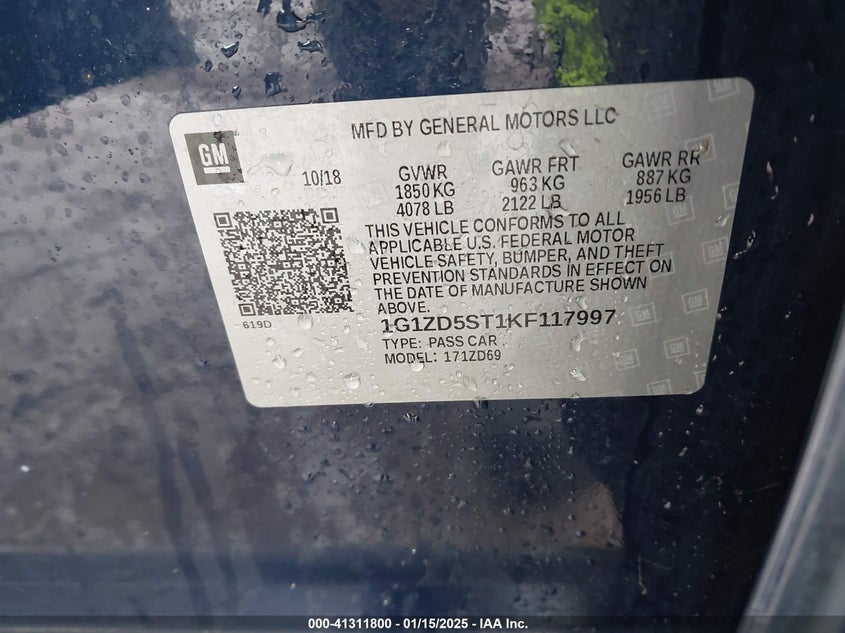 MFD BY GENERAL MOTORS LLC
GM
10/18
GVWR GAWR FRT GAWR RR
1850 KG 963 KG 887 KG
4078 LB 2122 LB 1956 LB
THIS VEHICLE CONFORMS TO ALL
APPLICABLE U.S. FEDERAL MOTOR
VEHICLE SAFETY, BUMPER, AND THEFT
PREVENTION STANDARDS IN EFFECT ON
THE DATE OF MANUFACTURE SHOWN
ABOVE.
619D
1G1ZD5ST1KF117997
TYPE: PASS CAR
MODEL: 171ZD69
000-41311800 - 01/15/2025 - IAA Inc.